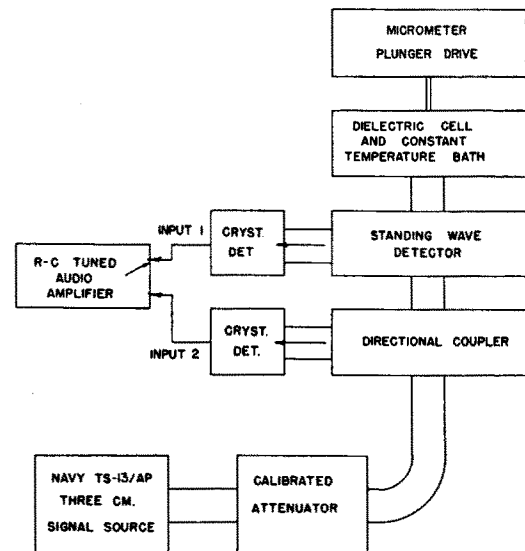 MICROMETER
PLUNGER DRIVE
DIELECTRIC CELL
AND CONSTANT
TEMPERATURE BATH
INPUT 1
CRYST.
DET
STANDING WAVE
DETECTOR
R-C TUNED
AUDIO
AMPLIFIER
INPUT 2
CRYST.
DET.
DIRECTIONAL COUPLER
NAVY TS-13/AP
THREE CM.
SIGNAL SOURCE
CALIBRATED
ATTENUATOR